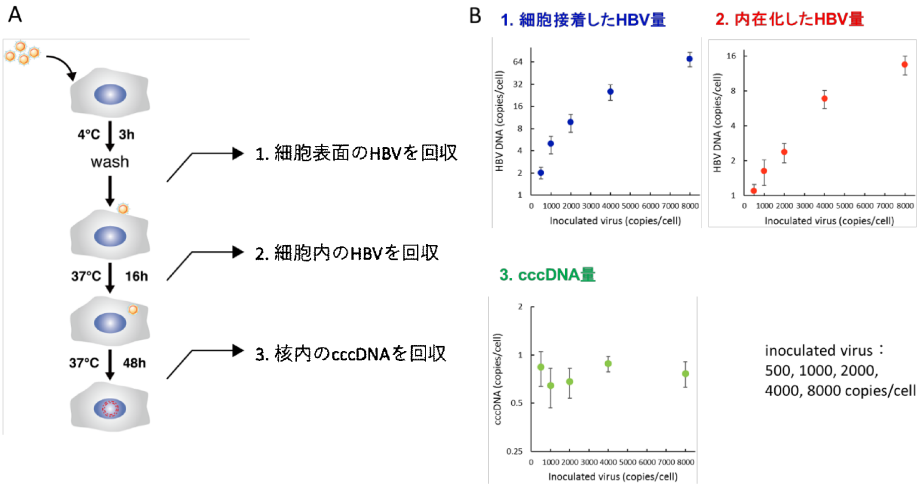 A
4°C 3h
wash
37°C 16h
37°C 48h
1. 細胞表面のHBVを回収
2. 細胞内のHBVを回収
3. 核内のcccDNAを回収
B
1. 細胞接着したHBV量
HBV DNA (copies/cell)
64
32
16
8
4
2
1
0 1000 2000 3000 4000 5000 6000 7000 8000
Inoculated virus (copies/cell)
2. 内在化したHBV量
HBV DNA (copies/cell)
16
8
4
2
1
0 1000 2000 3000 4000 5000 6000 7000 8000
Inoculated virus (copies/cell)
3. cccDNA量
cccDNA (copies/cell)
2
1
0.5
0.25
0 1000 2000 3000 4000 5000 6000 7000 8000
Inoculated virus (copies/cell)
inoculated virus：
500, 1000, 2000,
4000, 8000 copies/cell